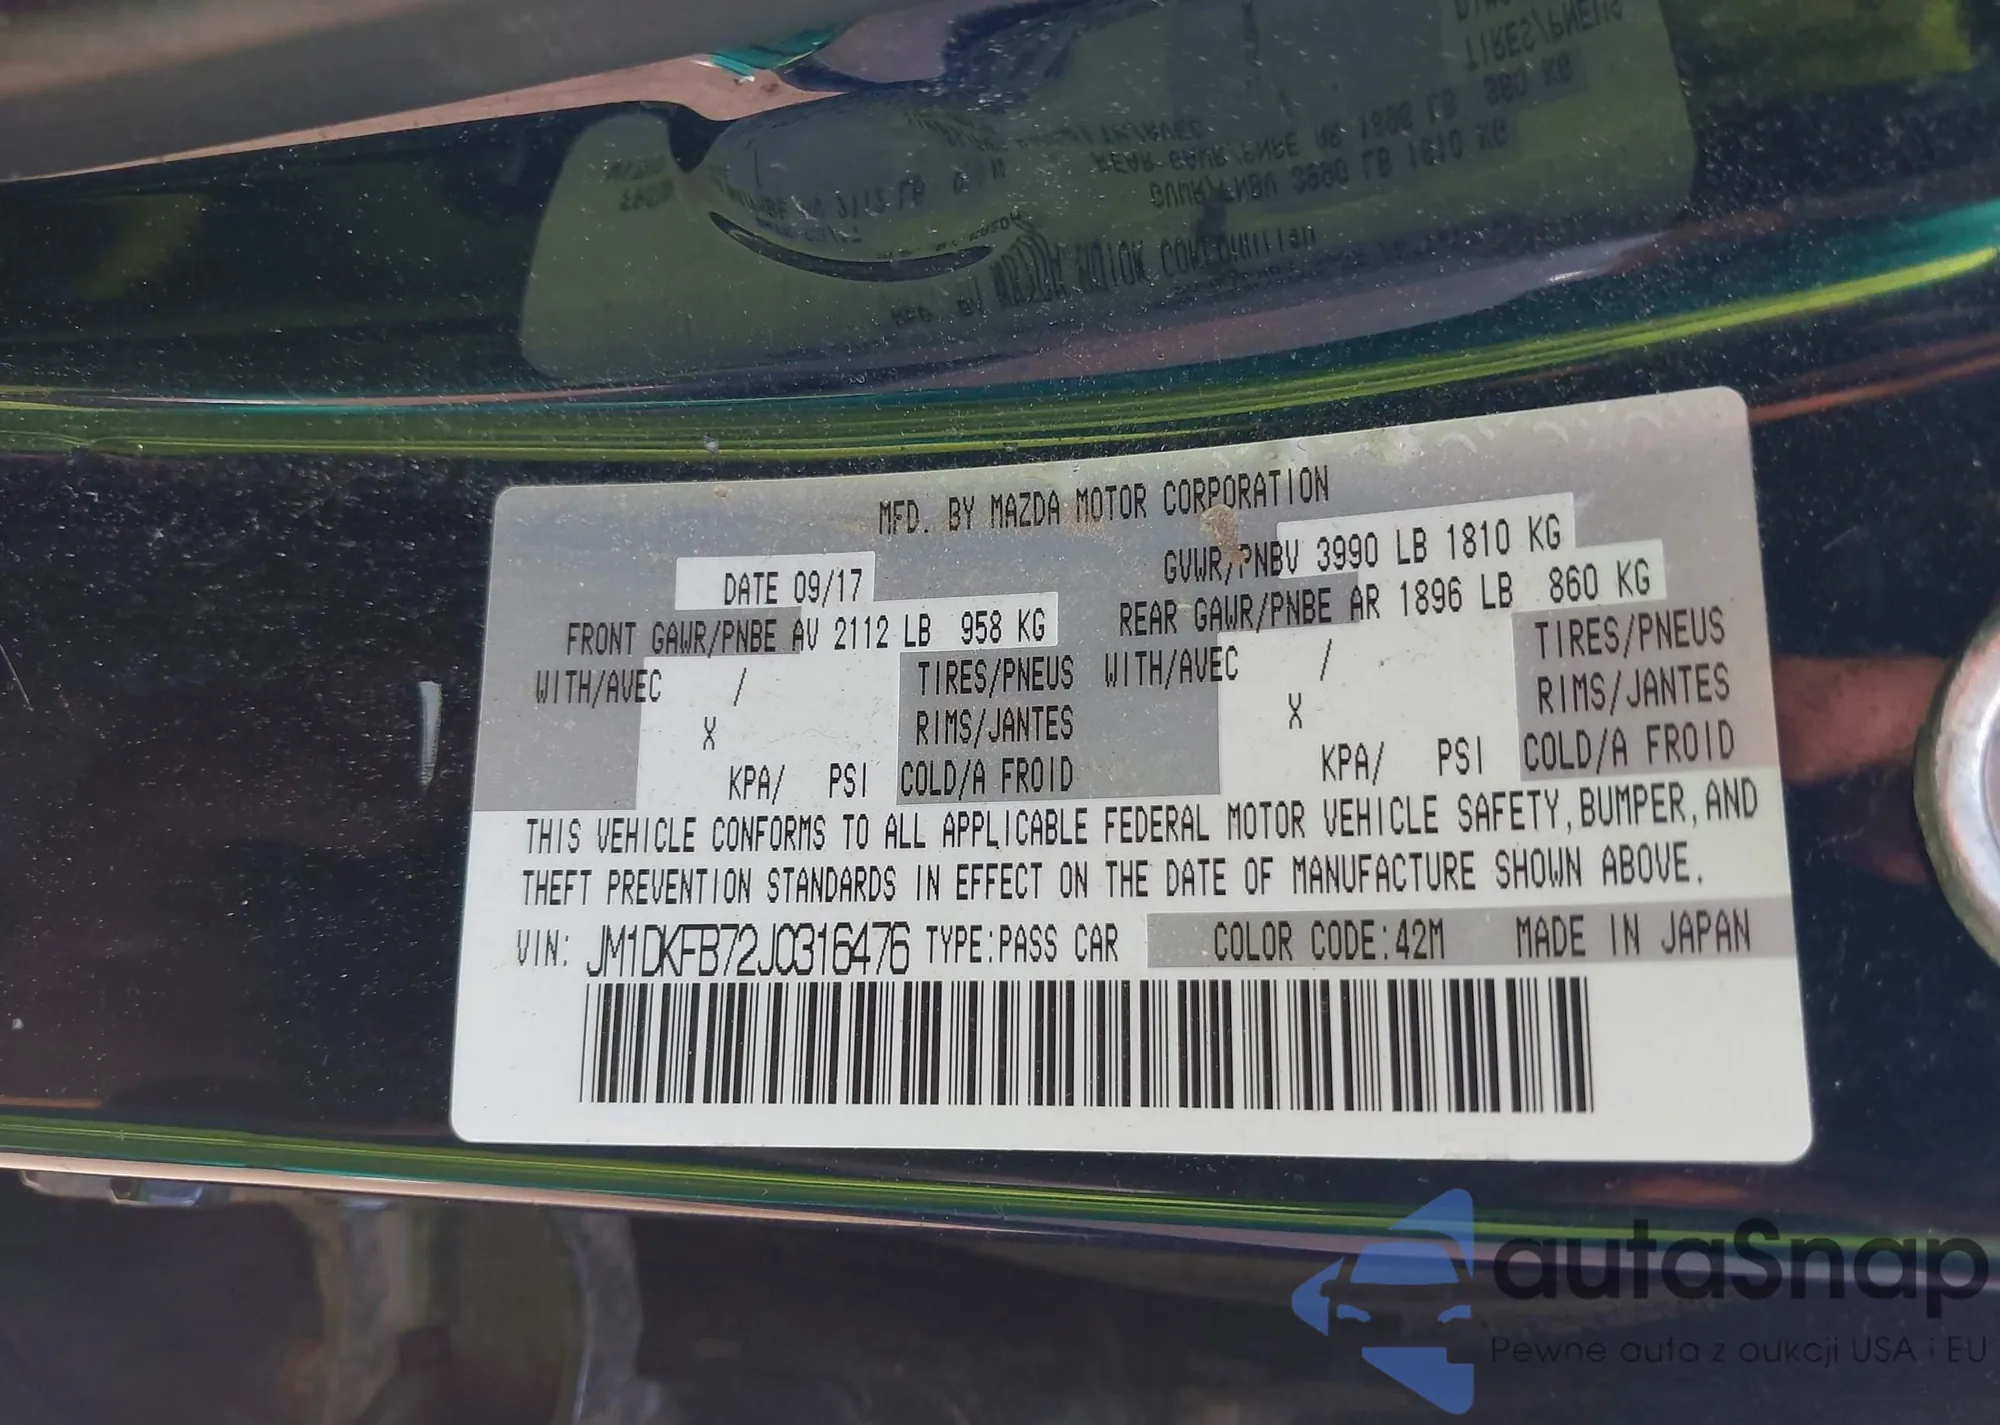 MFD. BY MAZDA MOTOR CORPORATION
DATE 09/17
GVWR/PNBV 3990 LB 1810 KG
FRONT GAWR/PNBE AV 2112 LB 958 KG
REAR GAWR/PNBE AR 1896 LB 860 KG
WITH/AVEC / TIRES/PNEUS
X RIMS/JANTES
KPA/ PSI COLD/A FROID
WITH/AVEC / TIRES/PNEUS
X RIMS/JANTES
KPA/ PSI COLD/A FROID
THIS VEHICLE CONFORMS TO ALL APPLICABLE FEDERAL MOTOR VEHICLE SAFETY, BUMPER, AND
THEFT PREVENTION STANDARDS IN EFFECT ON THE DATE OF MANUFACTURE SHOWN ABOVE.
VIN: JM1DKFB72J0316476 TYPE:PASS CAR COLOR CODE:42M MADE IN JAPAN
autaSnap
Pewne auta z aukcji USA i EU